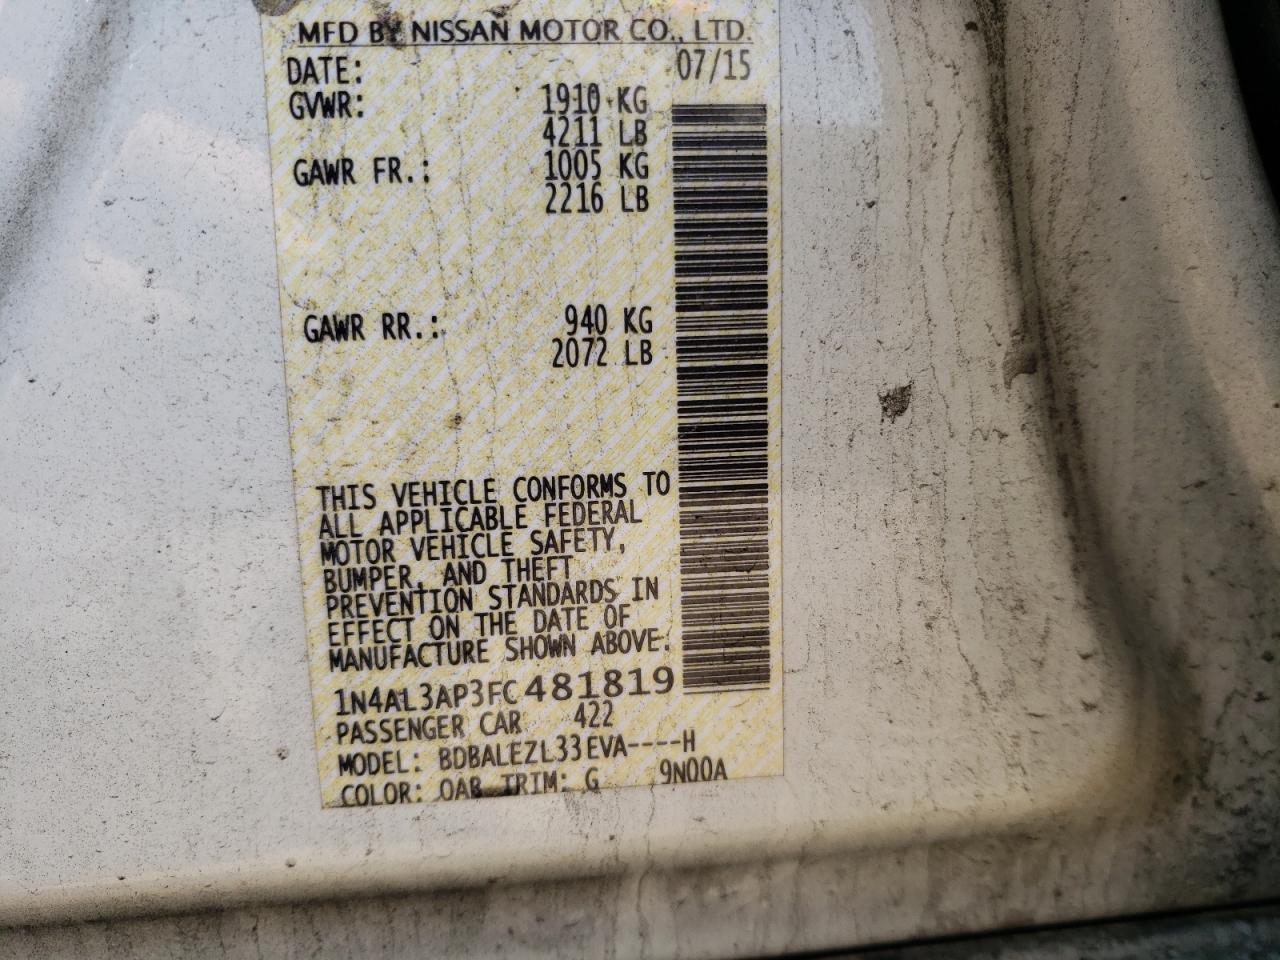 MFD BY NISSAN MOTOR CO., LTD.
DATE: 07/15
GVWR: 1910 KG
4211 LB
GAWR FR.: 1005 KG
2216 LB
GAWR RR.: 940 KG
2072 LB
THIS VEHICLE CONFORMS TO
ALL APPLICABLE FEDERAL
MOTOR VEHICLE SAFETY,
BUMPER, AND THEFT
PREVENTION STANDARDS IN
EFFECT ON THE DATE OF
MANUFACTURE SHOWN ABOVE.
1N4AL3AP3FC481819
PASSENGER CAR 422
MODEL: BDBALEZL33EVA----H
COLOR: QAB TRIM: G 9N00A